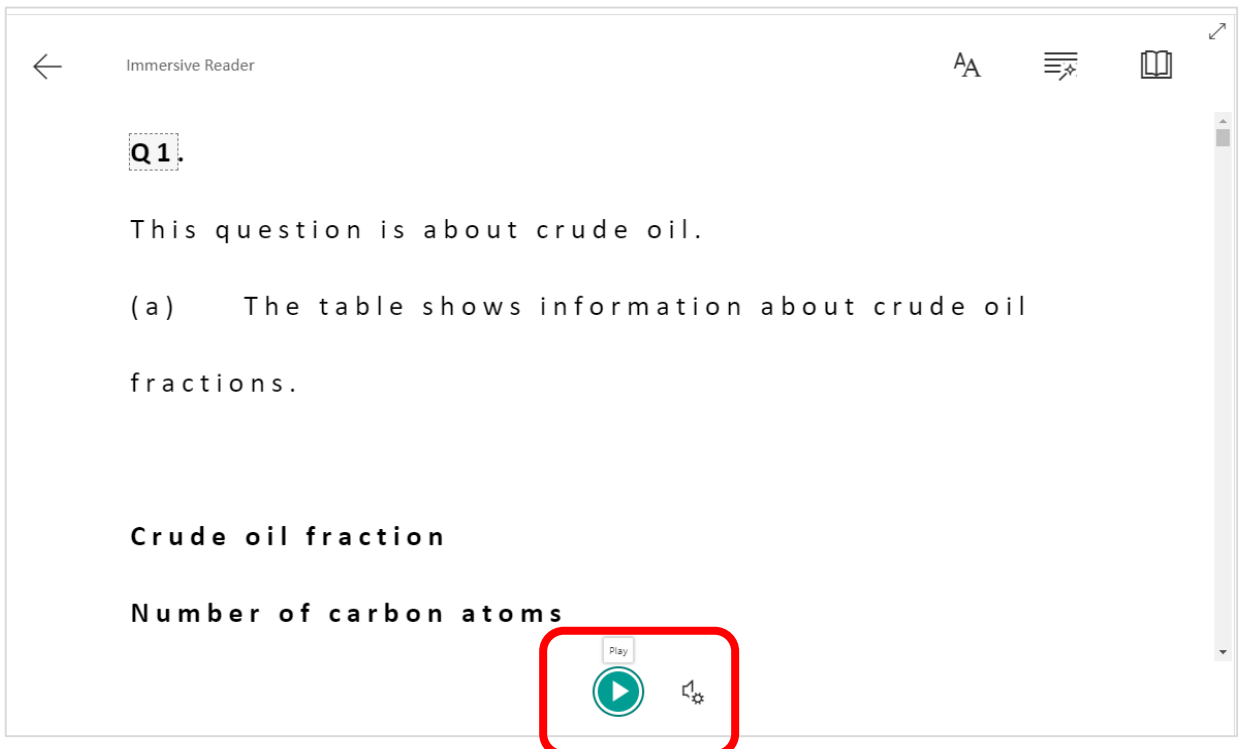 Immersive Reader
AA
Q1.
This question is about crude oil.
(a) The table shows information about crude oil
fractions.
Crude oil fraction
Number of carbon atoms
Play